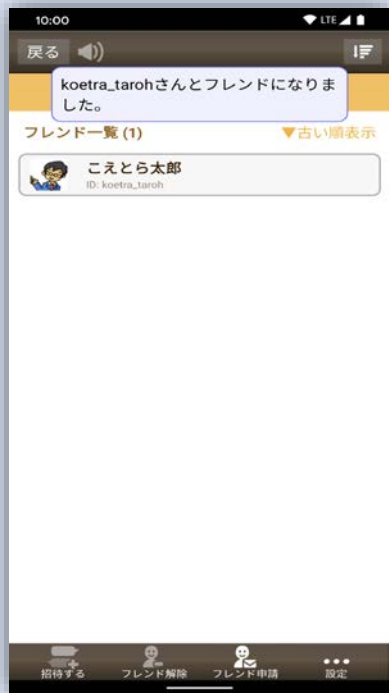 10:00
LTE
戻る
koetra_tarohさんとフレンドになりま
した。
フレンド一覧 (1)
▼古い順表示
こえとら太郎
ID: koetra_taroh
招待する
フレンド解除
フレンド申請
設定